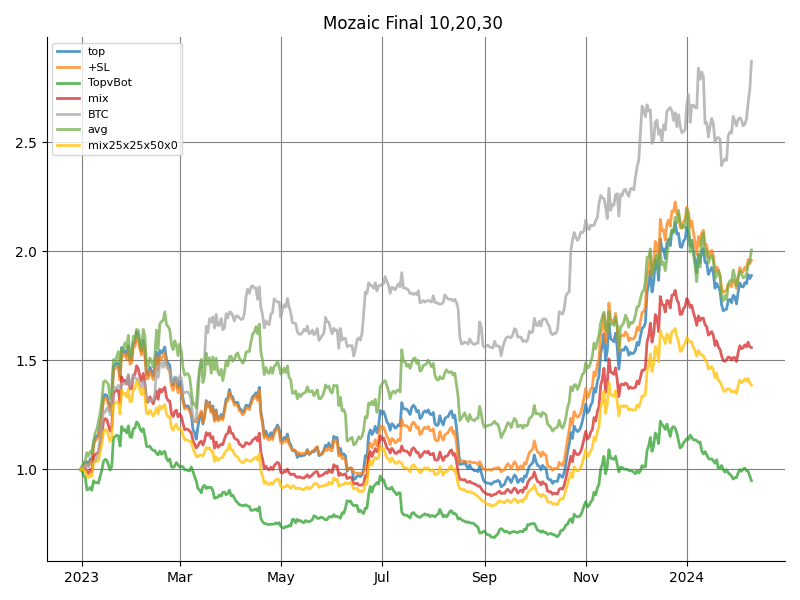 Mozaic Final 10,20,30
top
+SL
TopvBot
mix
BTC
avg
mix25x25x50x0
2.5
2.0
1.5
1.0
2023 Mar May Jul Sep Nov 2024